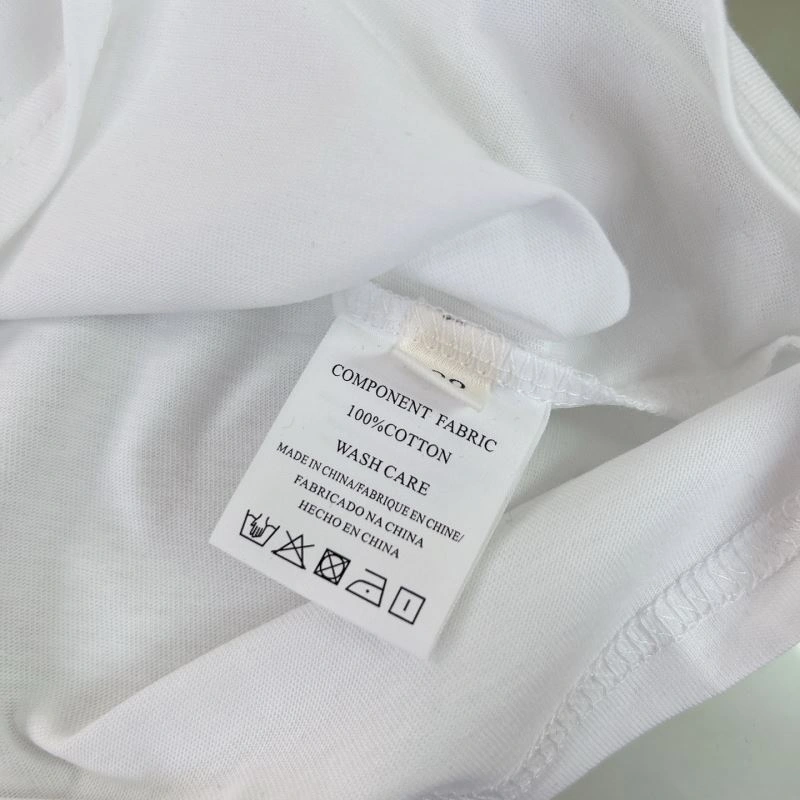 COMPONENT FABRIC
100%COTTON
WASH CARE
MADE IN CHINA/FABRIQUE EN CHINE/
FABRICADO NA CHINA
HECHO EN CHINA